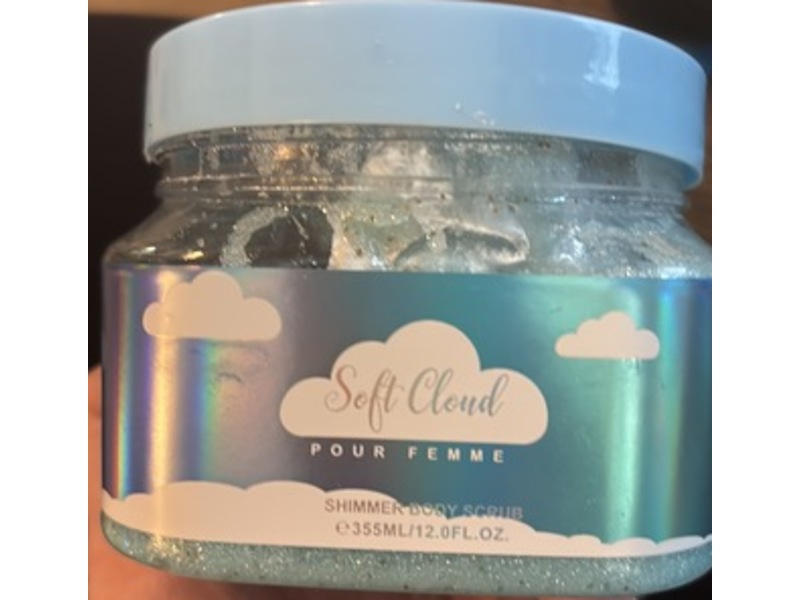 Soft Cloud
POUR FEMME
SHIMMER BODY SCRUB
℮355ML/12.0FL.OZ.